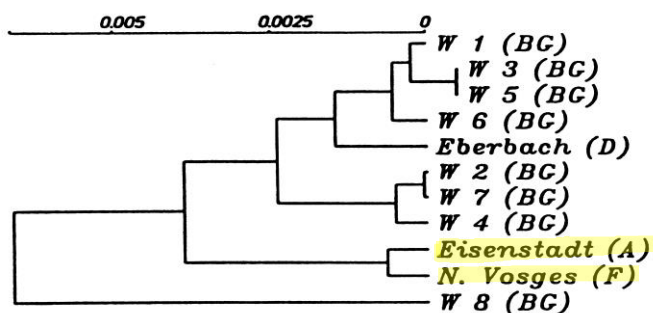 0.005 0.0025 0
W 1 (BG)
W 3 (BG)
W 5 (BG)
W 6 (BG)
Eberbach (D)
W 2 (BG)
W 7 (BG)
W 4 (BG)
Eisenstadt (A)
N. Vosges (F)
W 8 (BG)